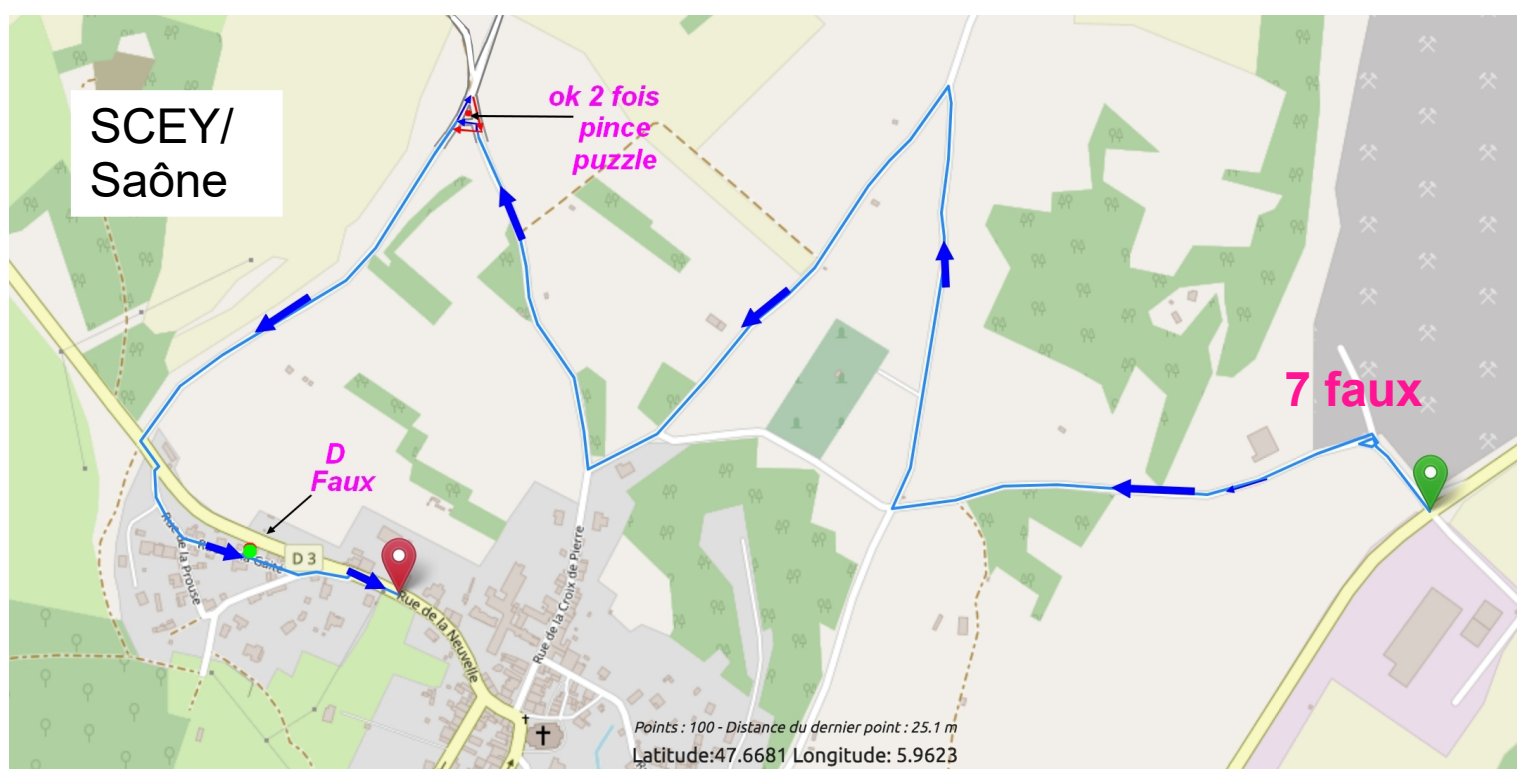 SCEY/
Saône
ok 2 fois
pince
puzzle
7 faux
D
Faux
D 3
Rue de la Prouse
Gaité
Rue de la Neuvelle
Rue de la Croix de Pierre
Points : 100 - Distance du dernier point : 25.1 m
Latitude:47.6681 Longitude: 5.9623